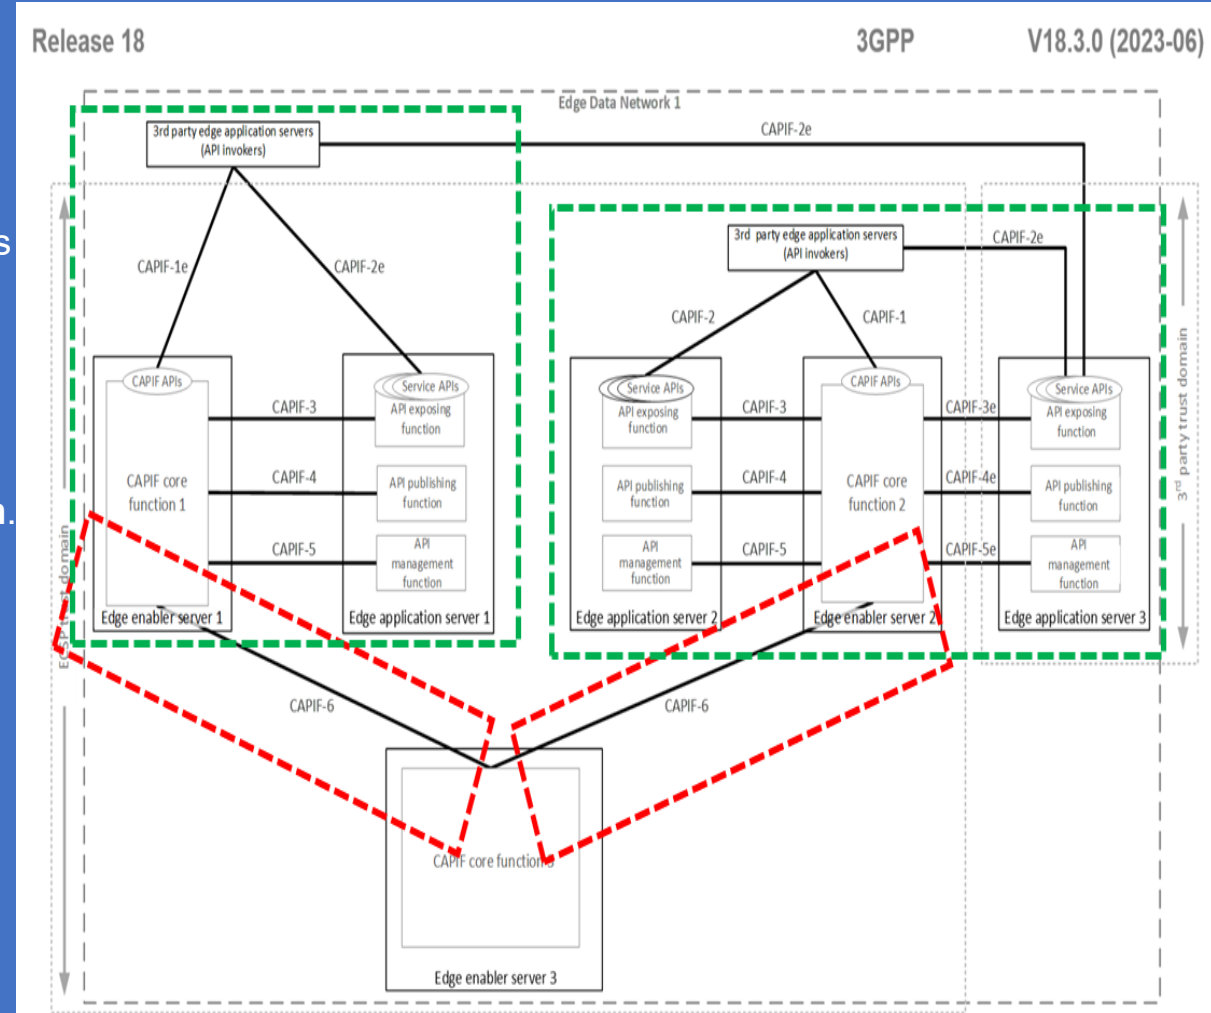 Release 18
3GPP
V18.3.0 (2023-06)
Edge Data Network 1
3rd party edge application servers
(API invokers)
CAPIF-2e
s
3rd party edge application servers
(API invokers)
CAPIF-2e
CAPIF-1e
CAPIF-2e
CAPIF-2
CAPIF-1
3rd party trust domain
CAPIF APIs
Service APIs
API exposing
function
CAPIF-3
Service APIs
API exposing
function
CAPIF-3
CAPIF APIs
CAPIF-3e
Service APIs
API exposing
function
CAPIF core
function 1
CAPIF-4
API publishing
function
API publishing
function
CAPIF-4
CAPIF core
function 2
CAPIF-4e
API publishing
function
n.
CAPIF-5
API
management
function
API
management
function
CAPIF-5
CAPIF-5e
API
management
function
Edge enabler server 1
Edge application server 1
Edge application server 2
Edge enabler server 2
Edge application server 3
domain
CAPIF-6
CAPIF-6
CAPIF core function
Edge enabler server 3